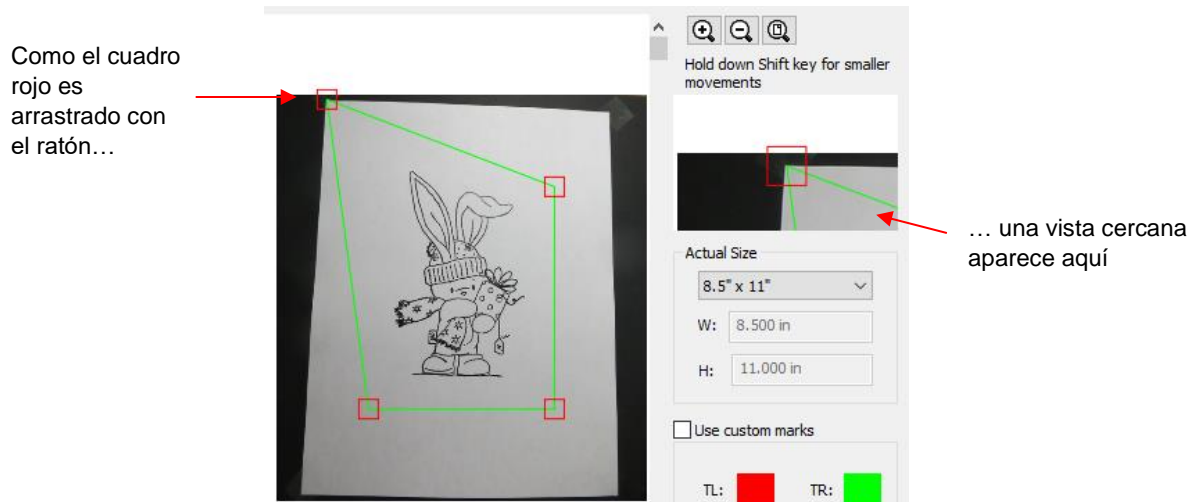 Como el cuadro
rojo es
arrastrado con
el ratón…
Hold down Shift key for smaller
movements
… una vista cercana
aparece aquí
Actual Size
8.5" x 11"
W: 8.500 in
H: 11.000 in
Use custom marks
TL: TR: